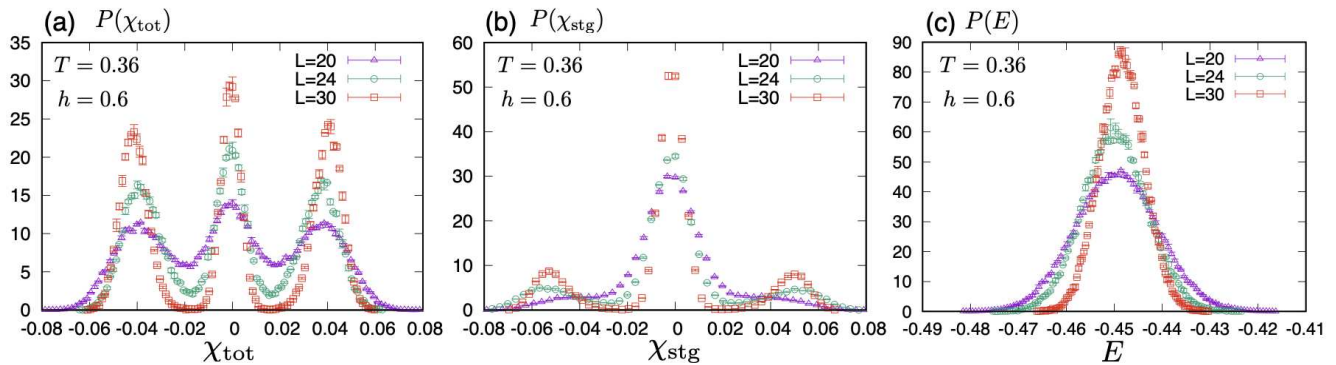 (a) P(χtot)
35
30
25
20
15
10
5
0
T = 0.36
h = 0.6
L=20
L=24
L=30
-0.08 -0.06 -0.04 -0.02 0 0.02 0.04 0.06 0.08
χtot
(b) P(χstg)
60
50
40
30
20
10
0
T = 0.36
h = 0.6
L=20
L=24
L=30
-0.08 -0.06 -0.04 -0.02 0 0.02 0.04 0.06 0.08
χstg
(c) P(E)
90
80
70
60
50
40
30
20
10
0
T = 0.36
h = 0.6
L=20
L=24
L=30
-0.49 -0.48 -0.47 -0.46 -0.45 -0.44 -0.43 -0.42 -0.41
E